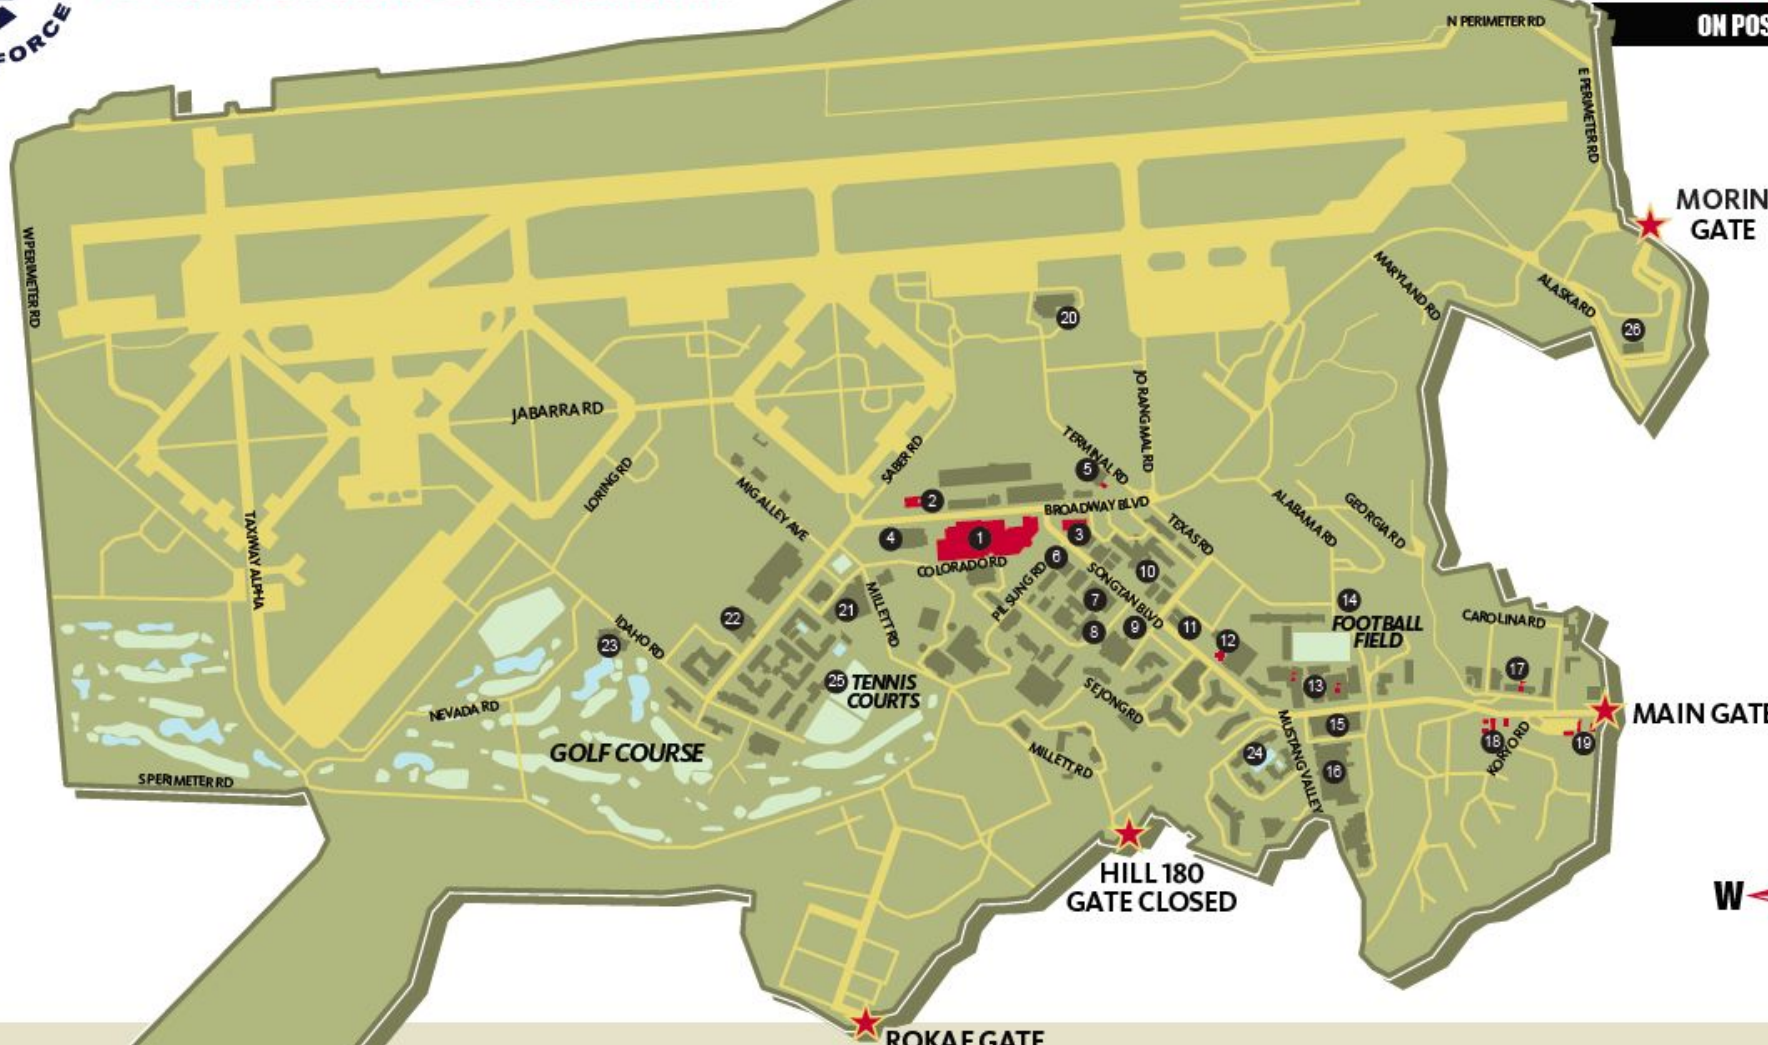 FORCE
ON POS
N PERIMETER RD
E PERIMETER RD
MORIN
GATE
W PERIMETER RD
MARYLAND RD
ALASKA RD
26
20
JABARRA RD
JO RANG MAL RD
TERMINAL RD
5
SABER RD
LORING RD
MIG ALLEY AVE
2
BROADWAY BLVD
ALABAMA RD
GEORGIA RD
TEXAS RD
4
1
3
TAXIWAY ALPHA
COLORADO RD
6
PIL SUNG RD
SONGTAN BLVD
10
7
14
FOOTBALL
FIELD
CAROLINA RD
22
21
MILLETT RD
IDAHO RD
23
8
9
11
12
25
TENNIS
COURTS
SEJONG RD
13
17
NEVADA RD
MAIN GATE
GOLF COURSE
MILLETT RD
24
MUSTANG VALLEY
15
18
KORYO RD
19
16
S PERIMETER RD
HILL 180
GATE CLOSED
W
ROKAF GATE